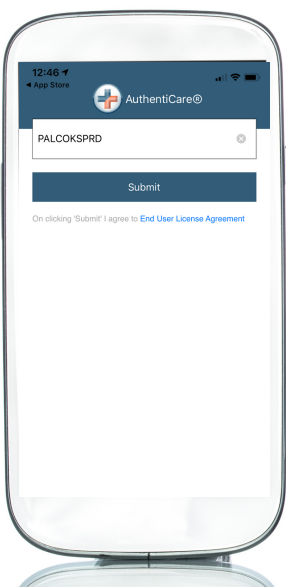 12:46
◀ App Store
AuthentiCare®
PALCOKSPRD
Submit
On clicking 'Submit' I agree to End User License Agreement